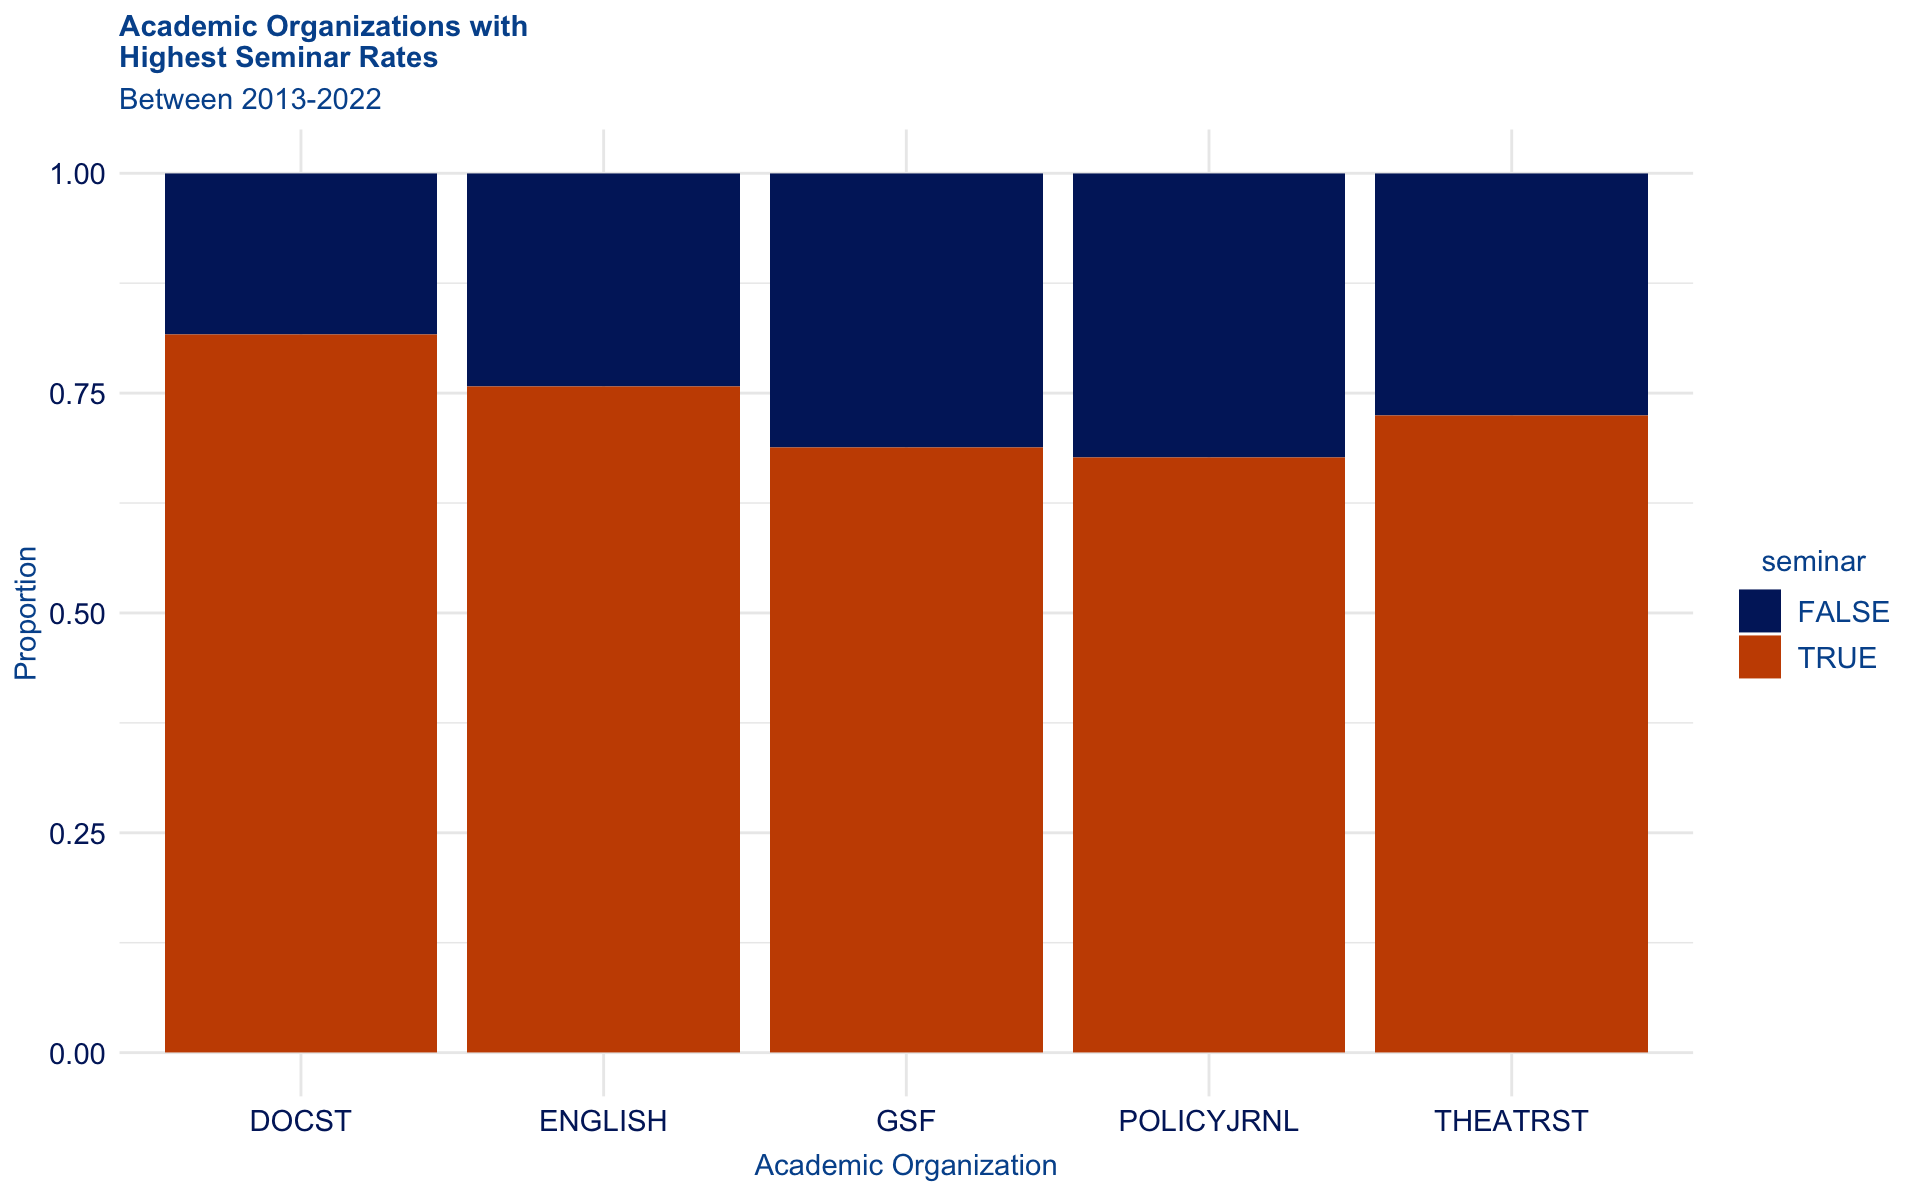 Academic Organizations with
Highest Seminar Rates
Between 2013-2022
1.00
0.75
0.50
0.25
0.00
Proportion
DOCST
ENGLISH
GSF
POLICYJRNL
THEATRST
Academic Organization
seminar
FALSE
TRUE